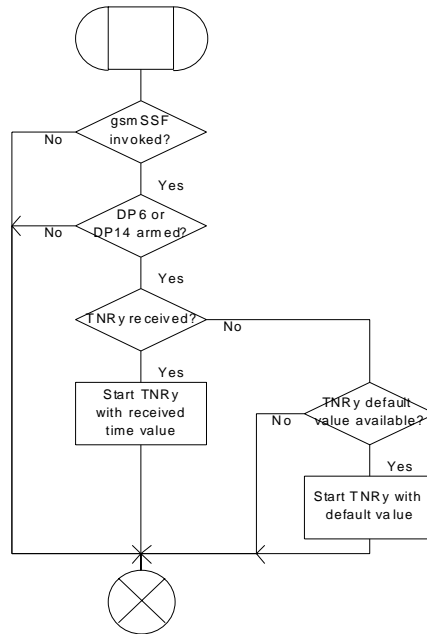 gsmSSF
invoked?
No
Yes
DP6 or
DP14 armed?
No
Yes
TNRy received?
No
Yes
Start TNRy
with received
time value
TNRy default
value available?
No
Yes
Start TNRy with
default value